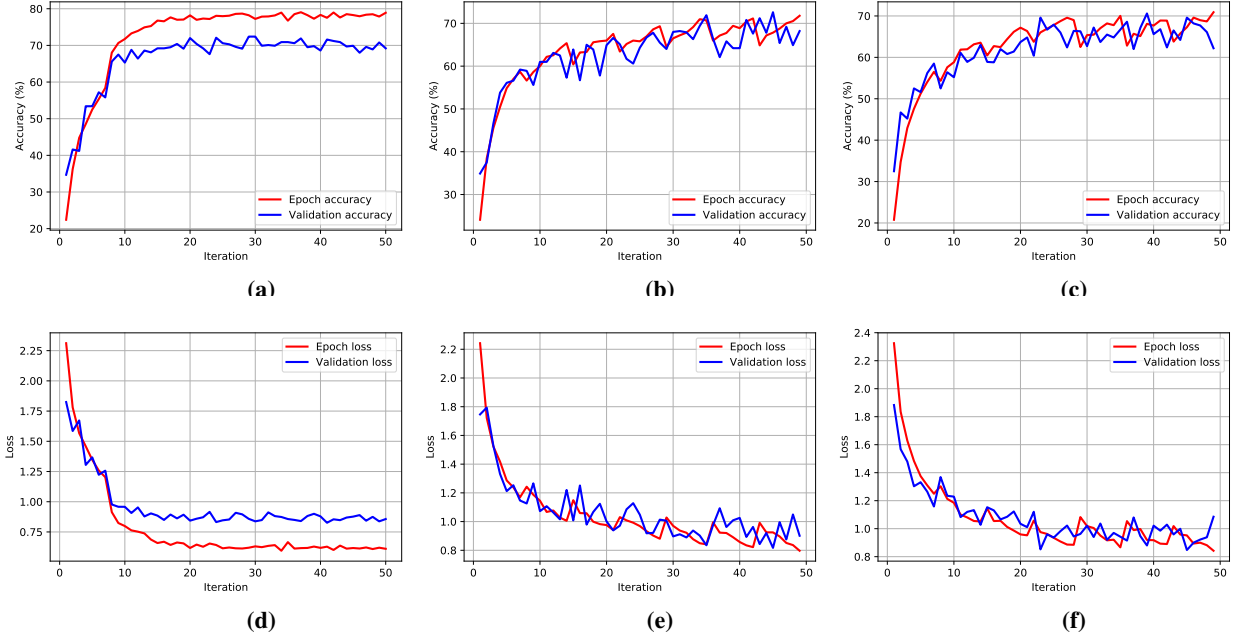 80
70
60
50
40
30
20
Accuracy (%)
0 10 20 30 40 50
Iteration
Epoch accuracy
Validation accuracy
(a)
70
60
50
40
30
Accuracy (%)
0 10 20 30 40 50
Iteration
Epoch accuracy
Validation accuracy
(b)
70
60
50
40
30
20
Accuracy (%)
0 10 20 30 40 50
Iteration
Epoch accuracy
Validation accuracy
(c)
2.25
2.00
1.75
1.50
1.25
1.00
0.75
Loss
0 10 20 30 40 50
Iteration
Epoch loss
Validation loss
(d)
2.2
2.0
1.8
1.6
1.4
1.2
1.0
0.8
Loss
0 10 20 30 40 50
Iteration
Epoch loss
Validation loss
(e)
2.4
2.2
2.0
1.8
1.6
1.4
1.2
1.0
0.8
Loss
0 10 20 30 40 50
Iteration
Epoch loss
Validation loss
(f)